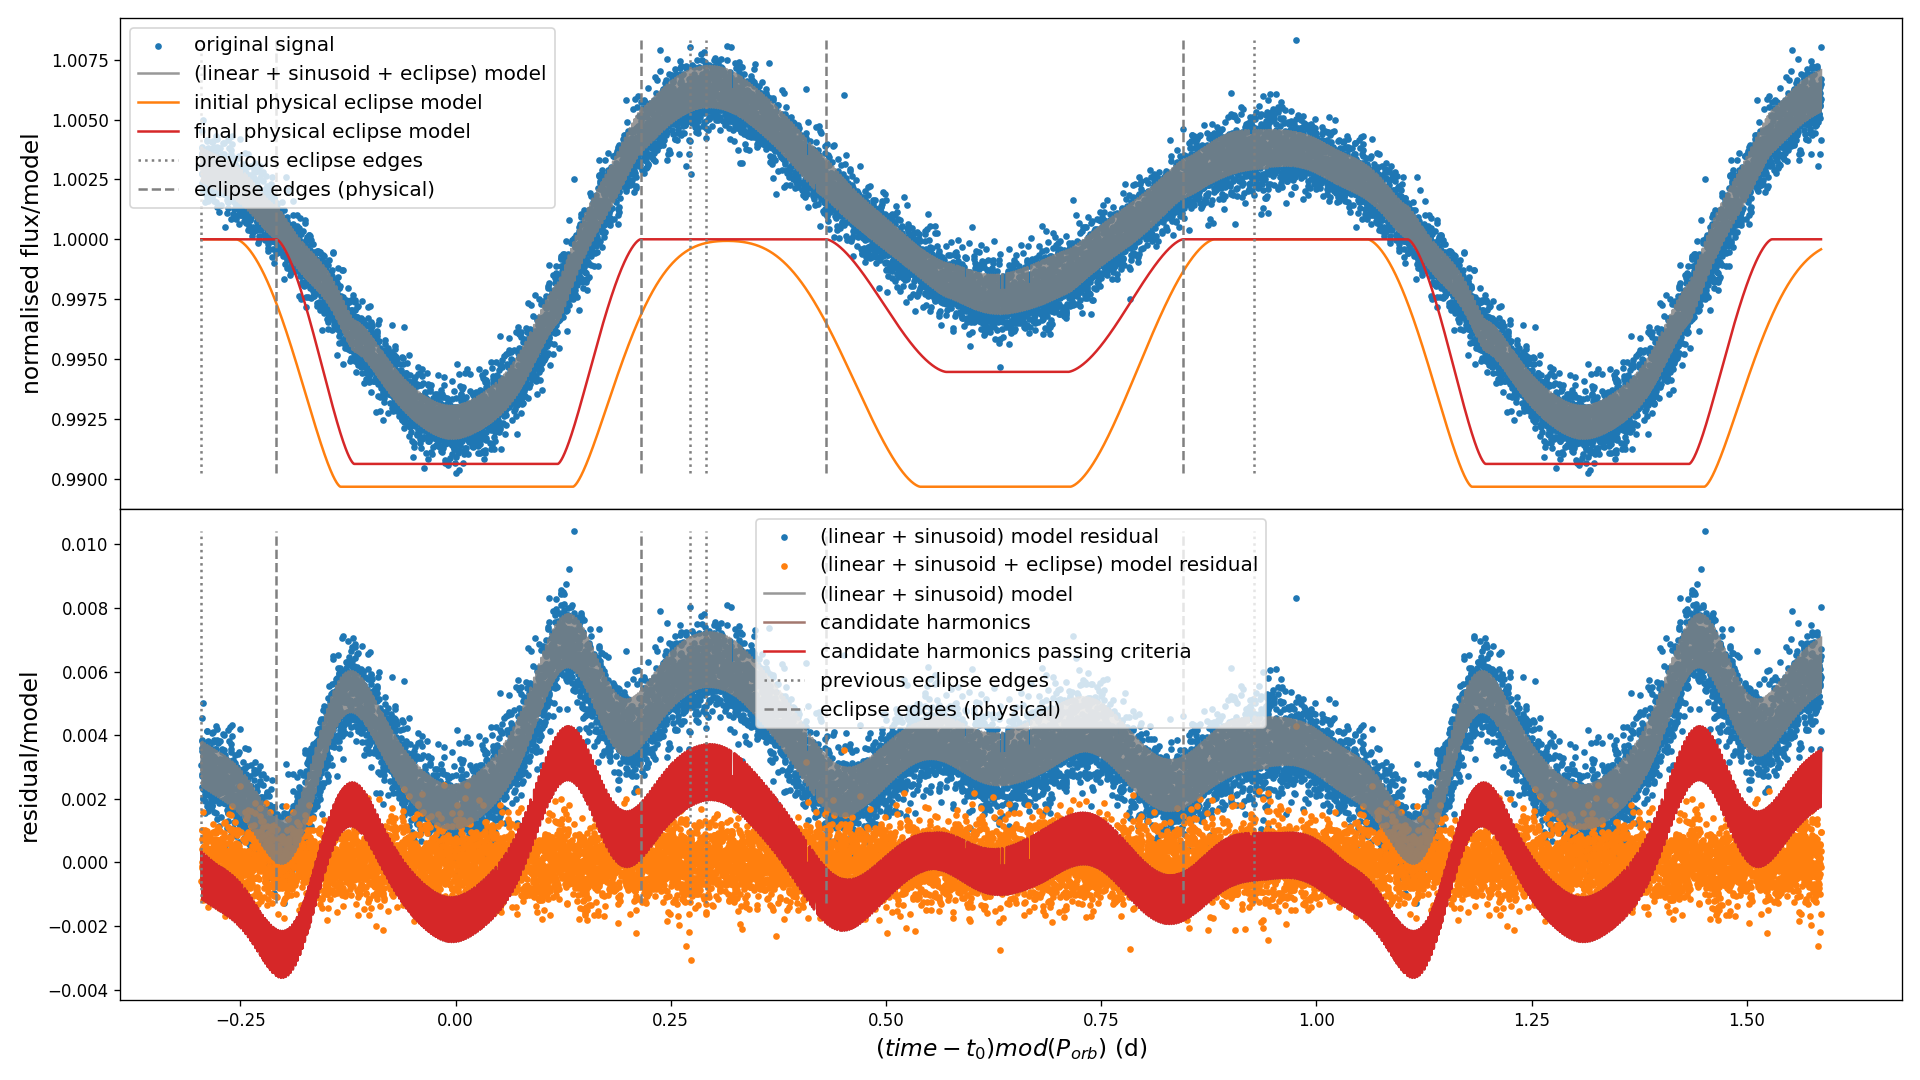 original signal
(linear + sinusoid + eclipse) model
initial physical eclipse model
final physical eclipse model
previous eclipse edges
eclipse edges (physical)
normalised flux/model
1.0075
1.0050
1.0025
1.0000
0.9975
0.9950
0.9925
0.9900
(linear + sinusoid) model residual
(linear + sinusoid + eclipse) model residual
(linear + sinusoid) model
candidate harmonics
candidate harmonics passing criteria
previous eclipse edges
eclipse edges (physical)
residual/model
0.010
0.008
0.006
0.004
0.002
0.000
−0.002
−0.004
−0.25 0.00 0.25 0.50 0.75 1.00 1.25 1.50
(time − t₀)mod(P_orb) (d)